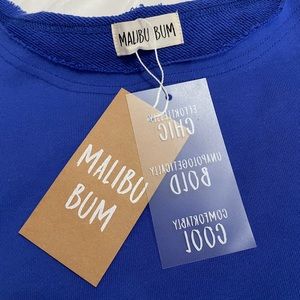 MALIBU BUM
MALIBU
BUM
EFFORTLESSLY
CHIC
UNAPOLOGETICALLY
BOLD
COMFORTABLY
COOL